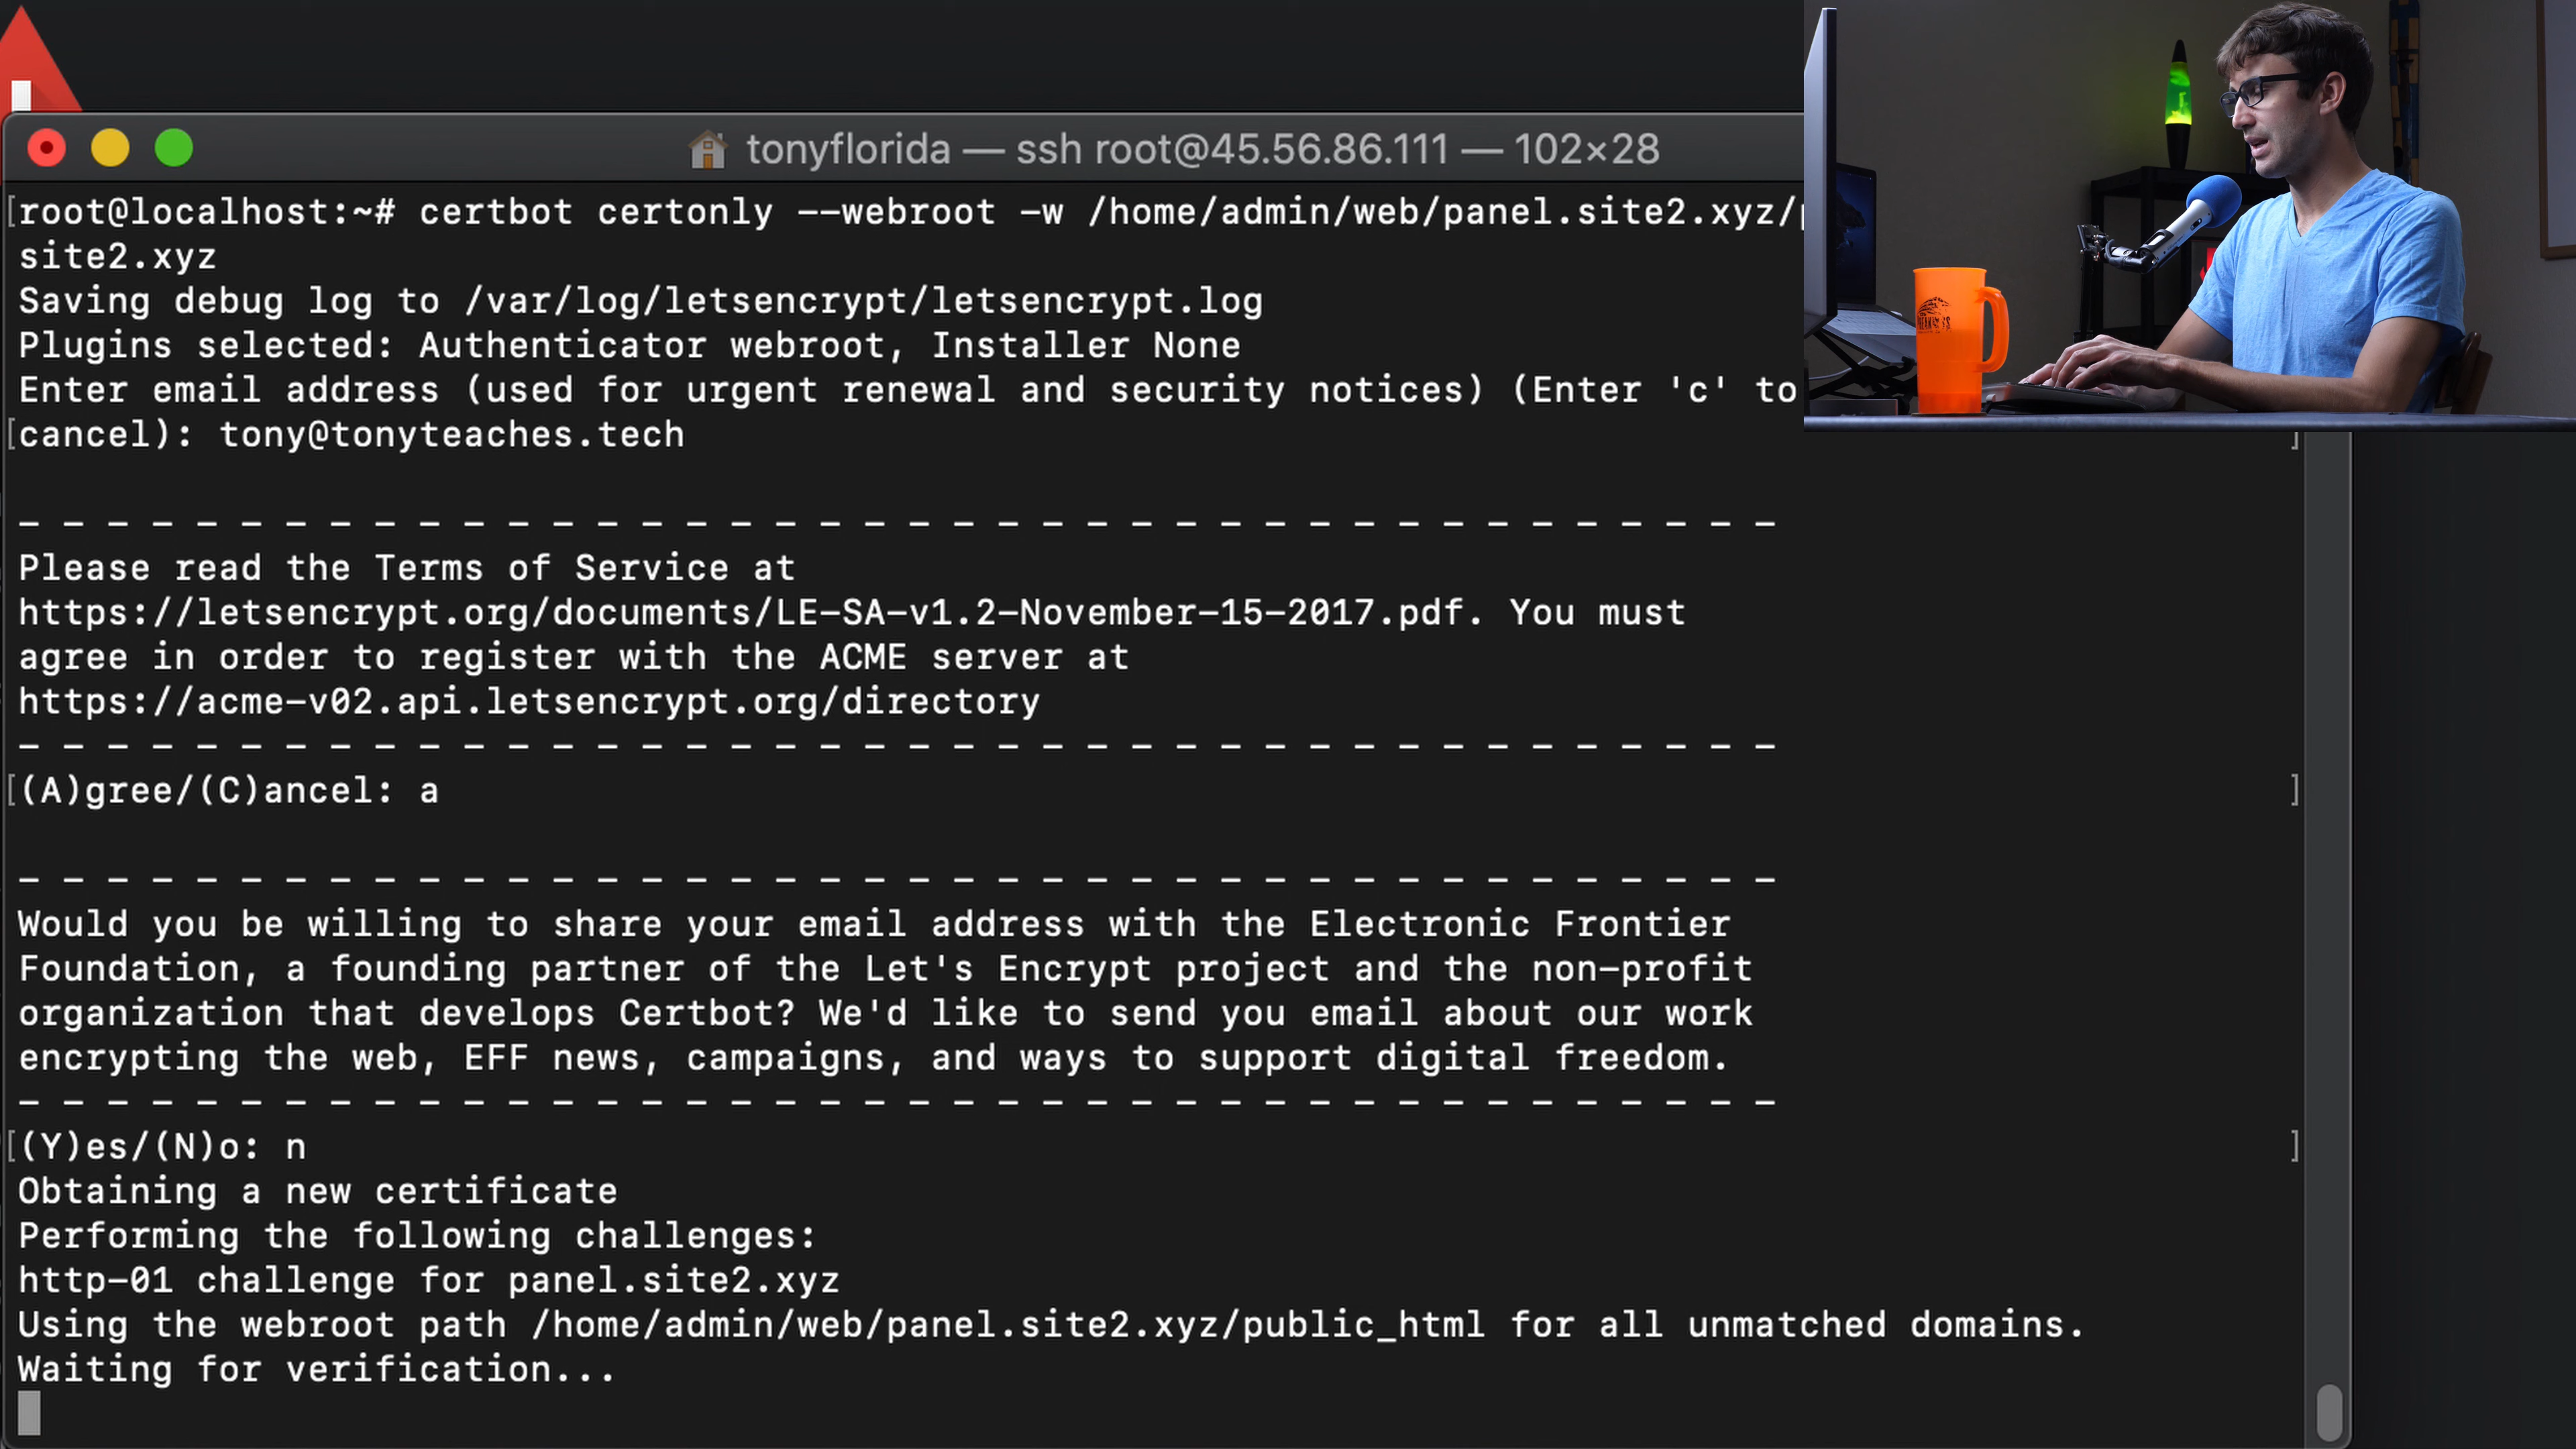 tonyflorida — ssh root@45.56.86.111 — 102×28
[root@localhost:~# certbot certonly --webroot -w /home/admin/web/panel.site2.xyz/
site2.xyz
Saving debug log to /var/log/letsencrypt/letsencrypt.log
Plugins selected: Authenticator webroot, Installer None
Enter email address (used for urgent renewal and security notices) (Enter 'c' to
[cancel): tony@tonyteaches.tech ]
- - - - - - - - - - - - - - - - - - - - - - - - - - - - - - - - - - - - - - - -
Please read the Terms of Service at
https://letsencrypt.org/documents/LE-SA-v1.2-November-15-2017.pdf. You must
agree in order to register with the ACME server at
https://acme-v02.api.letsencrypt.org/directory
- - - - - - - - - - - - - - - - - - - - - - - - - - - - - - - - - - - - - - - -
[(A)gree/(C)ancel: a ]
- - - - - - - - - - - - - - - - - - - - - - - - - - - - - - - - - - - - - - - -
Would you be willing to share your email address with the Electronic Frontier
Foundation, a founding partner of the Let's Encrypt project and the non-profit
organization that develops Certbot? We'd like to send you email about our work
encrypting the web, EFF news, campaigns, and ways to support digital freedom.
- - - - - - - - - - - - - - - - - - - - - - - - - - - - - - - - - - - - - - - -
[(Y)es/(N)o: n ]
Obtaining a new certificate
Performing the following challenges:
http-01 challenge for panel.site2.xyz
Using the webroot path /home/admin/web/panel.site2.xyz/public_html for all unmatched domains.
Waiting for verification...